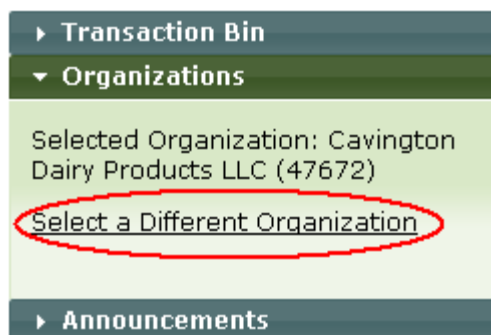 Transaction Bin
Organizations
Selected Organization: Cavington
Dairy Products LLC (47672)
Select a Different Organization
Announcements